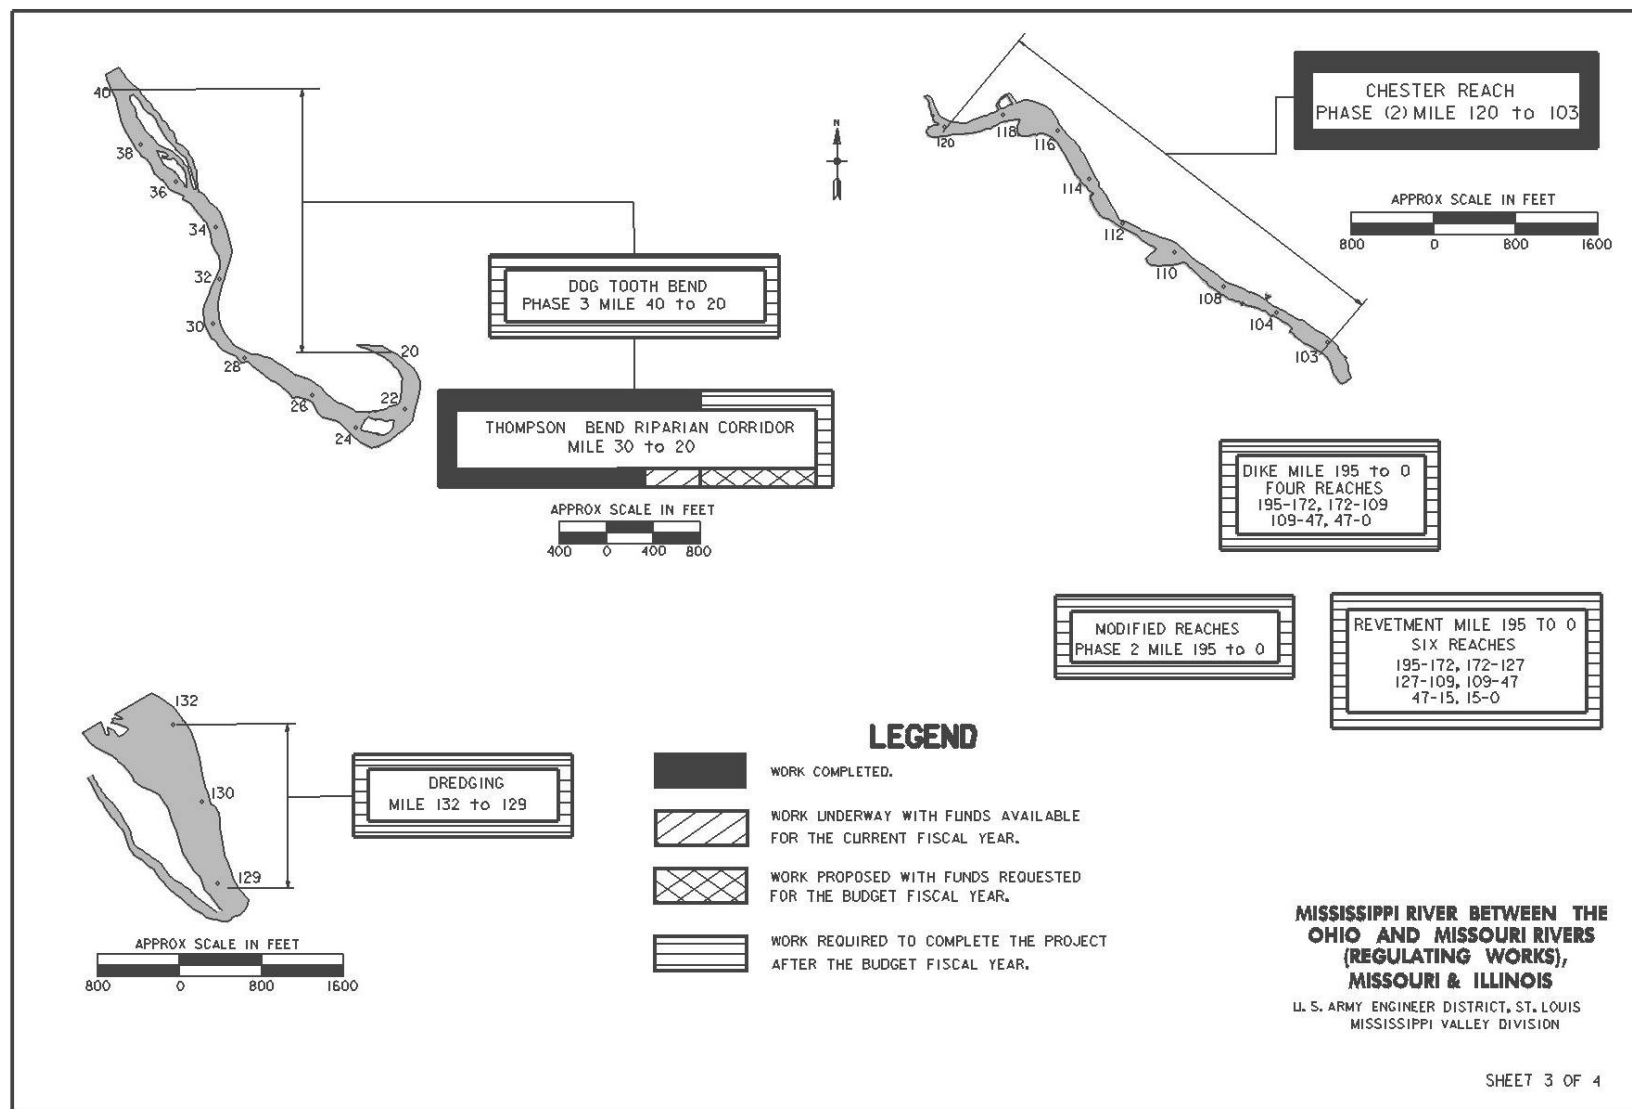 40
38
36
34
32
30
28
26
24
22
20
DOG TOOTH BEND
PHASE 3 MILE 40 to 20
THOMPSON BEND RIPARIAN CORRIDOR
MILE 30 to 20
APPROX SCALE IN FEET
400 0 400 800
N
120
118
116
114
112
110
108
104
103
CHESTER REACH
PHASE (2) MILE 120 to 103
APPROX SCALE IN FEET
800 0 800 1600
DIKE MILE 195 to 0
FOUR REACHES
195-172, 172-109
109-47, 47-0
MODIFIED REACHES
PHASE 2 MILE 195 to 0
REVETMENT MILE 195 TO 0
SIX REACHES
195-172, 172-127
127-109, 109-47
47-15, 15-0
132
130
129
DREDGING
MILE 132 to 129
APPROX SCALE IN FEET
800 0 800 1600
LEGEND
WORK COMPLETED.
WORK UNDERWAY WITH FUNDS AVAILABLE
FOR THE CURRENT FISCAL YEAR.
WORK PROPOSED WITH FUNDS REQUESTED
FOR THE BUDGET FISCAL YEAR.
WORK REQUIRED TO COMPLETE THE PROJECT
AFTER THE BUDGET FISCAL YEAR.
MISSISSIPPI RIVER BETWEEN THE
OHIO AND MISSOURI RIVERS
(REGULATING WORKS),
MISSOURI & ILLINOIS
U. S. ARMY ENGINEER DISTRICT, ST. LOUIS
MISSISSIPPI VALLEY DIVISION
SHEET 3 OF 4